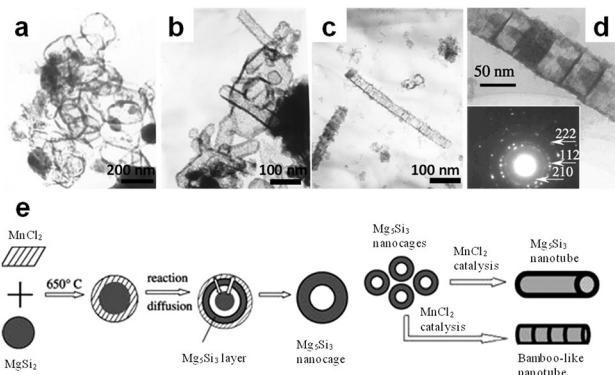 a
b
c
d
200 nm
100 nm
100 nm
50 nm
222
112
210
e
MnCl₂
MgSi₂
650° C
reaction
diffusion
Mg₅Si₃ layer
Mg₅Si₃
nanocage
Mg₅Si₃
nanocages
MnCl₂
catalysis
MnCl₂
catalysis
Mg₅Si₃
nanotube
Bamboo-like
nanotube